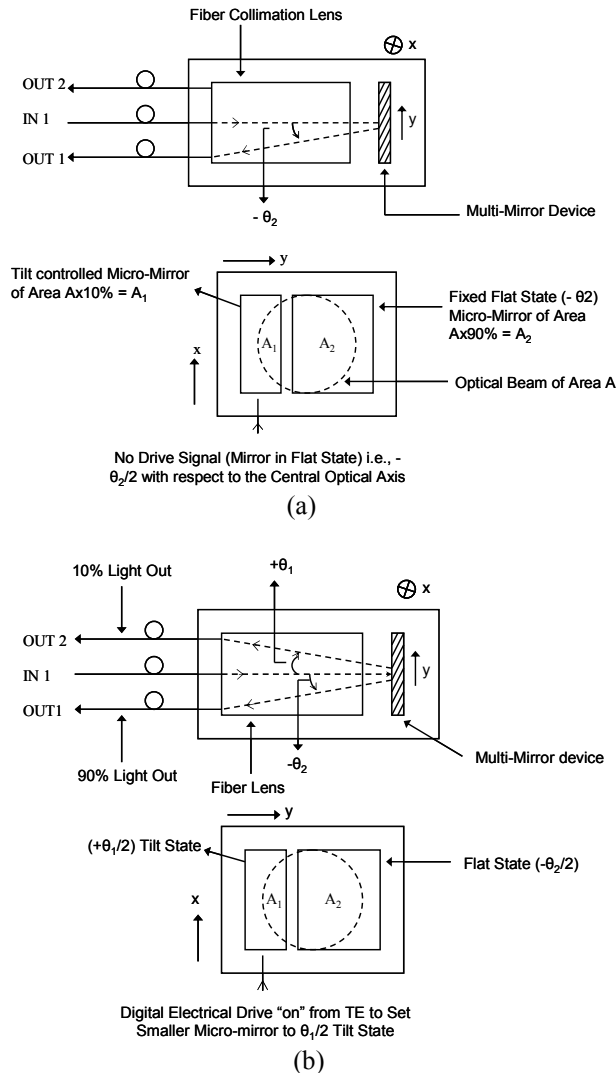 Fiber Collimation Lens
x
OUT 2
IN 1
y
OUT 1
Multi-Mirror Device
- θ2
y
Tilt controlled Micro-Mirror
of Area Ax10% = A1
Fixed Flat State (- θ2)
Micro-Mirror of Area
Ax90% = A2
A1
A2
x
Optical Beam of Area A
No Drive Signal (Mirror in Flat State) i.e., -
θ2/2 with respect to the Central Optical Axis
(a)
10% Light Out
+θ1
x
OUT 2
IN 1
y
OUT1
Multi-Mirror device
-θ2
90% Light Out
Fiber Lens
y
(+θ1/2) Tilt State
Flat State (-θ2/2)
A1
A2
x
Digital Electrical Drive “on” from TE to Set
Smaller Micro-mirror to θ1/2 Tilt State
(b)